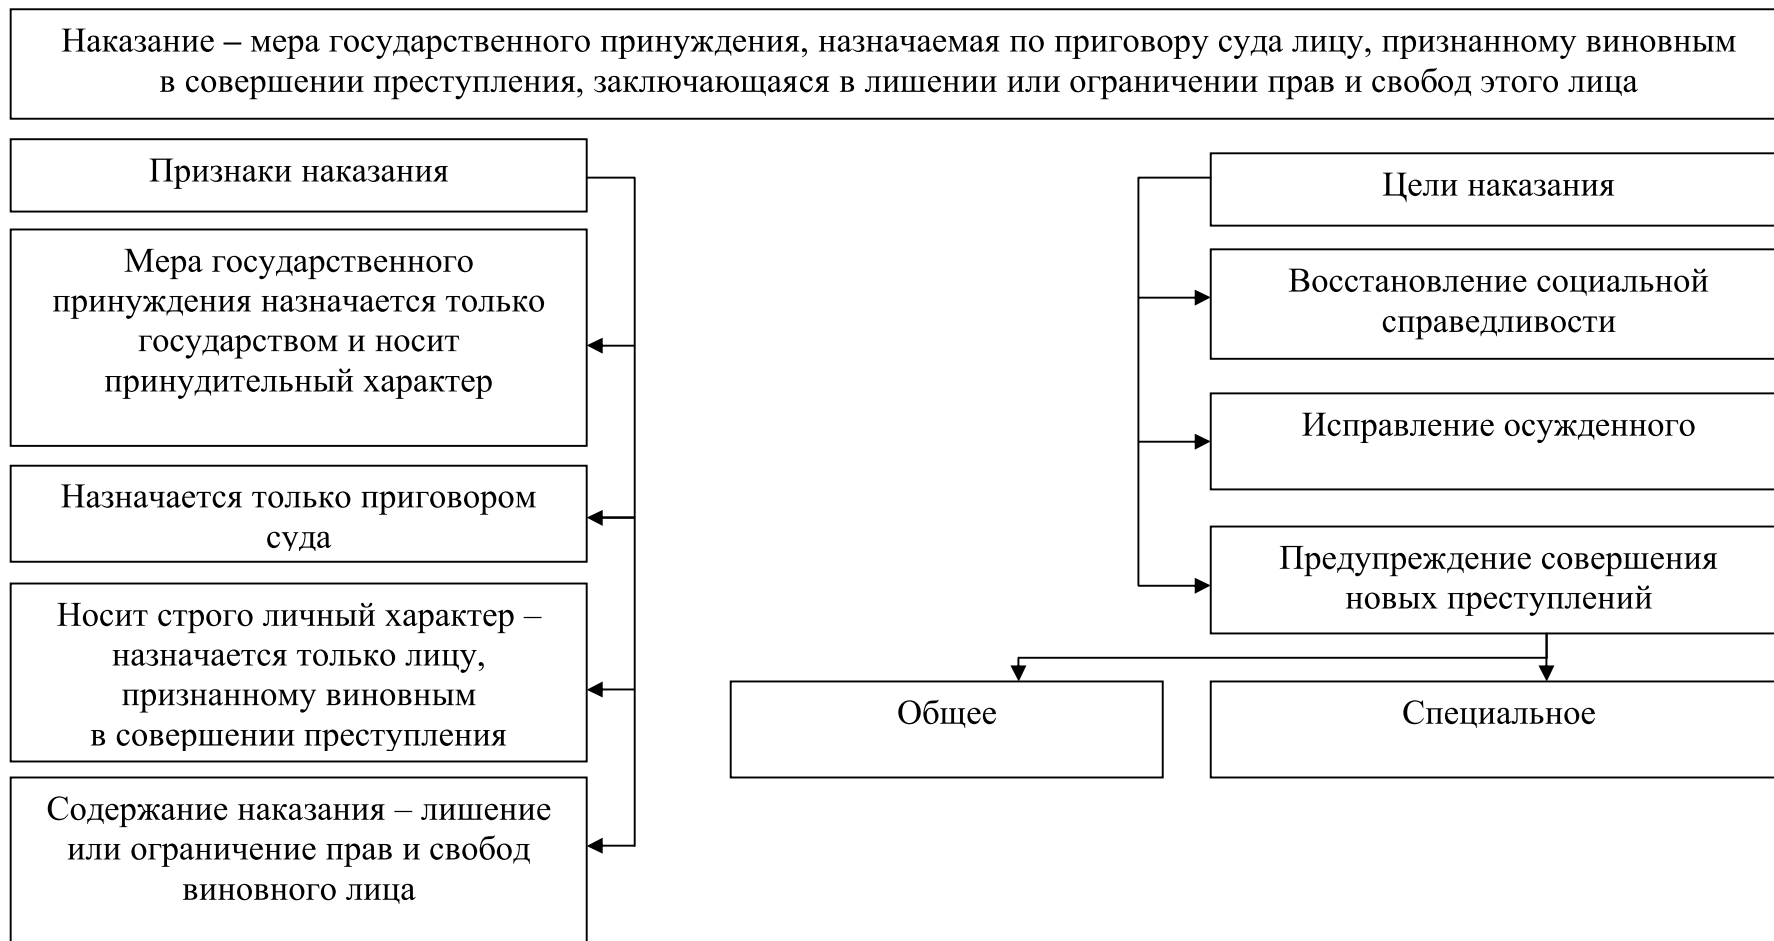 Наказание – мера государственного принуждения, назначаемая по приговору суда лицу, признанному виновным
в совершении преступления, заключающаяся в лишении или ограничении прав и свобод этого лица
Признаки наказания
Мера государственного
принуждения назначается только
государством и носит
принудительный характер
Назначается только приговором
суда
Носит строго личный характер –
назначается только лицу,
признанному виновным
в совершении преступления
Содержание наказания – лишение
или ограничение прав и свобод
виновного лица
Цели наказания
Восстановление социальной
справедливости
Исправление осужденного
Предупреждение совершения
новых преступлений
Общее
Специальное